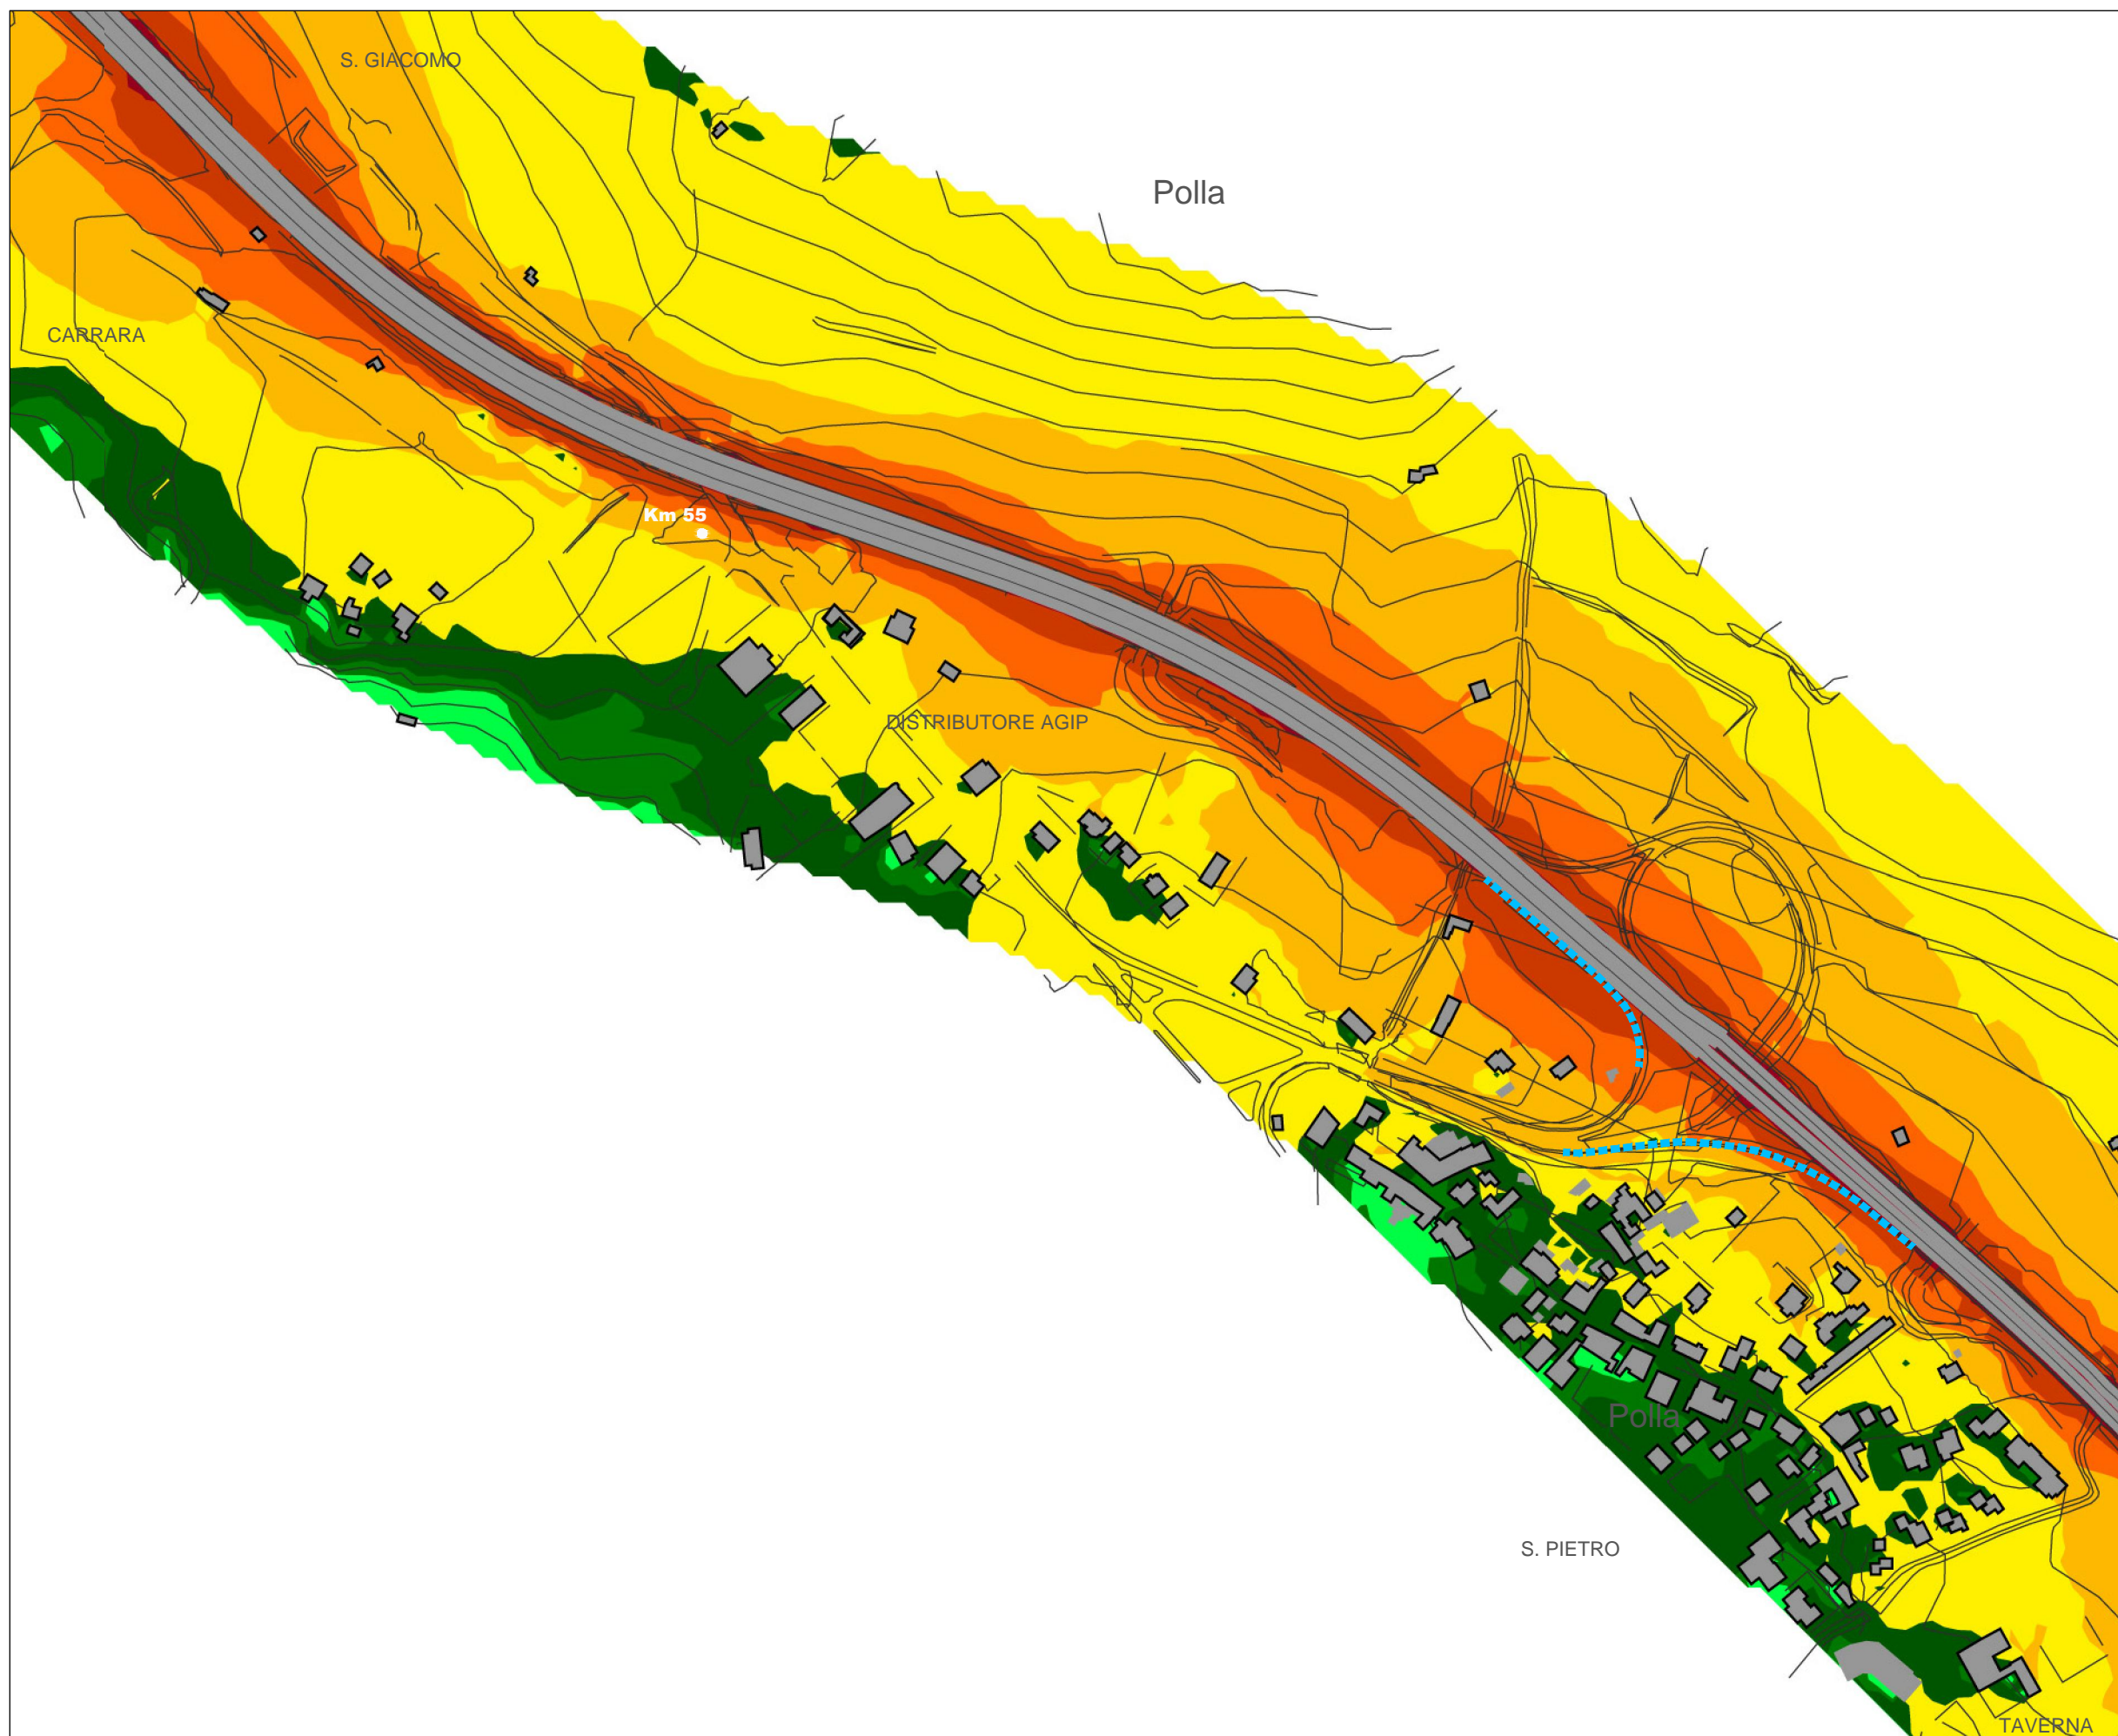 S. GIACOMO
Polla
CARRARA
Km 55
DISTRIBUTORE AGIP
Polla
S. PIETRO
TAVERNA